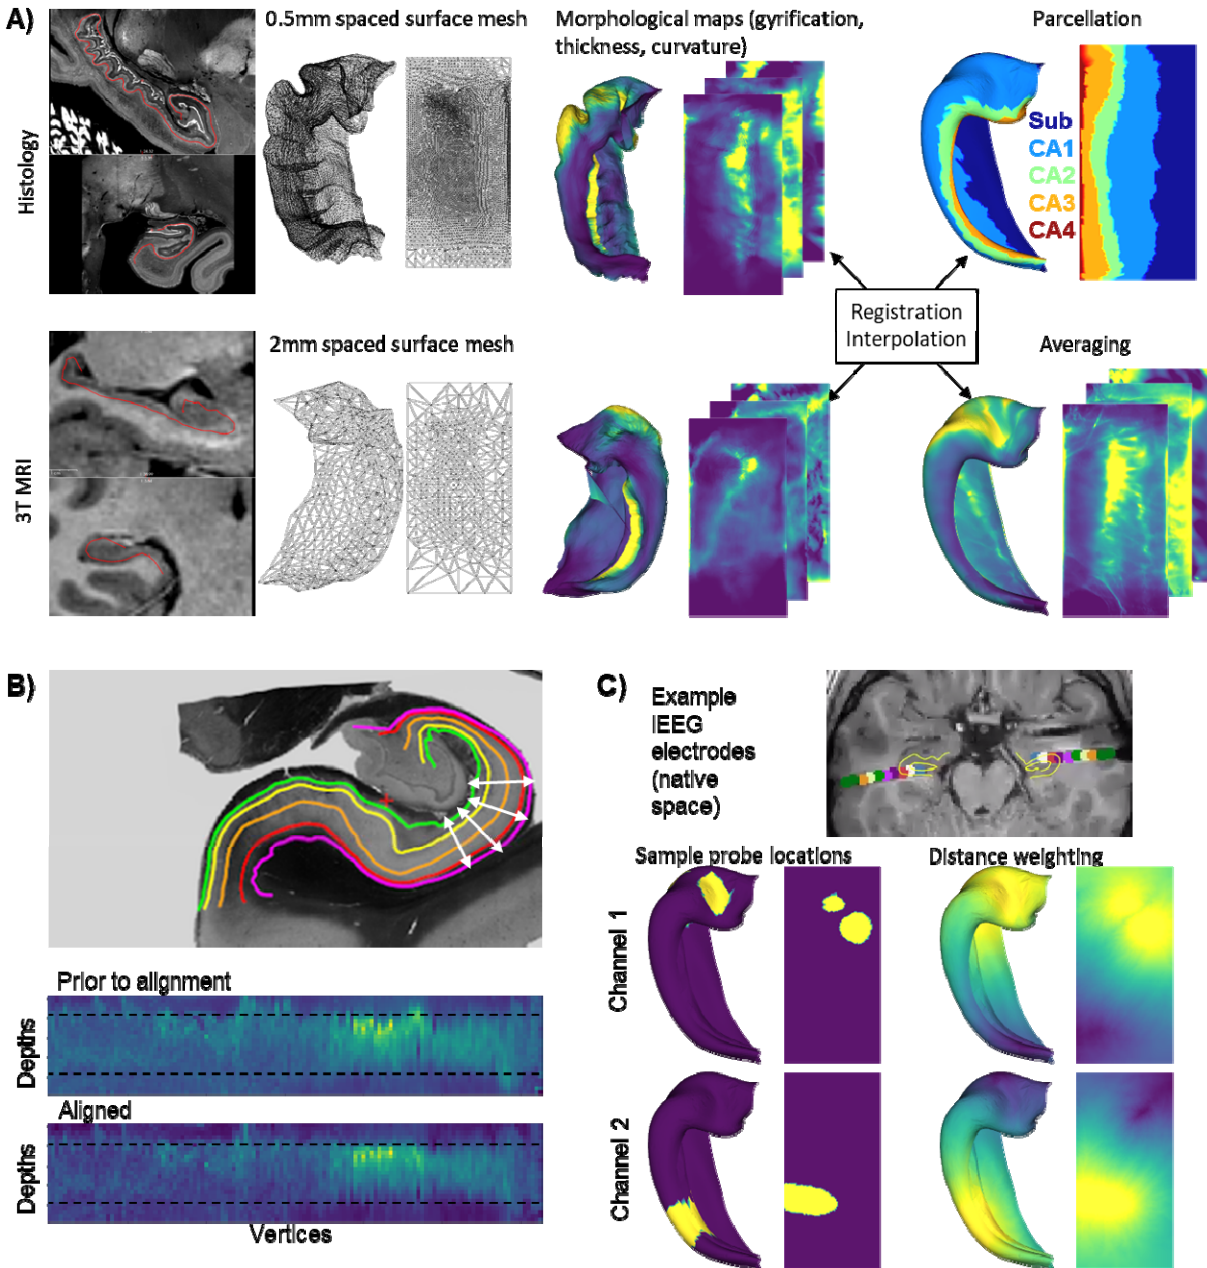 A)
0.5mm spaced surface mesh
Morphological maps (gyrification,
thickness, curvature)
Parcellation
Histology
Sub
CA1
CA2
CA3
CA4
Registration
Interpolation
2mm spaced surface mesh
Averaging
3T MRI
B)
C)
Example
IEEG
electrodes
(native
space)
Sample probe locations
Distance weighting
Channel 1
Prior to alignment
Depths
Aligned
Depths
Channel 2
Vertices